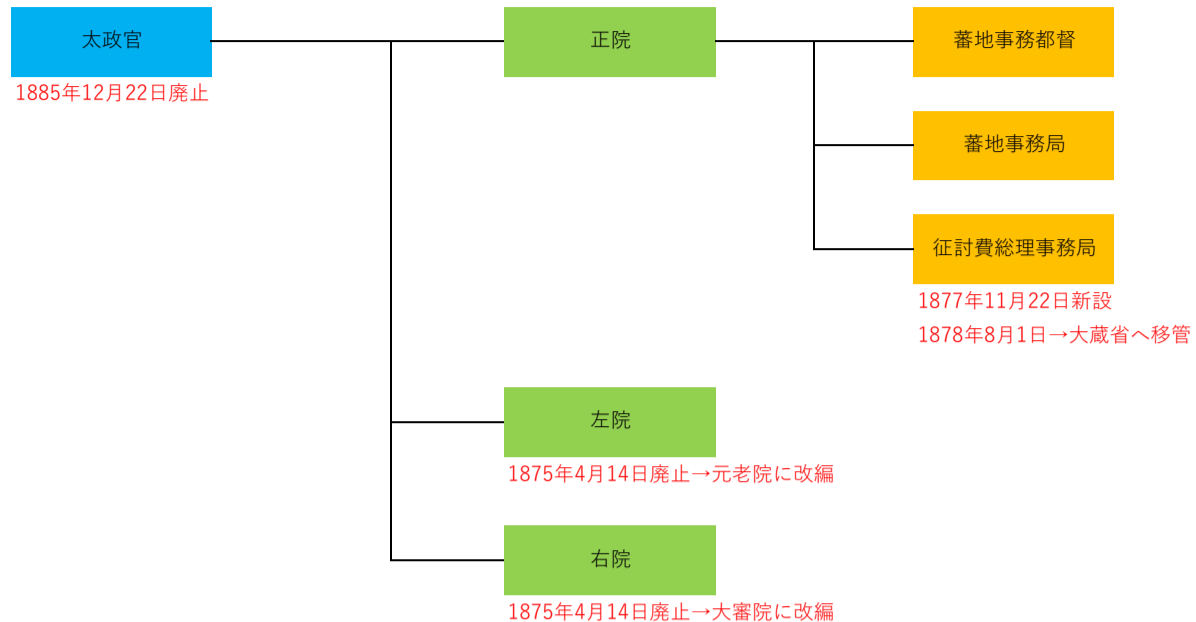 太政官
1885年12月22日廃止
正院
蕃地事務都督
蕃地事務局
征討費総理事務局
1877年11月22日新設
1878年8月1日→大蔵省へ移管
左院
1875年4月14日廃止→元老院に改編
右院
1875年4月14日廃止→大審院に改編